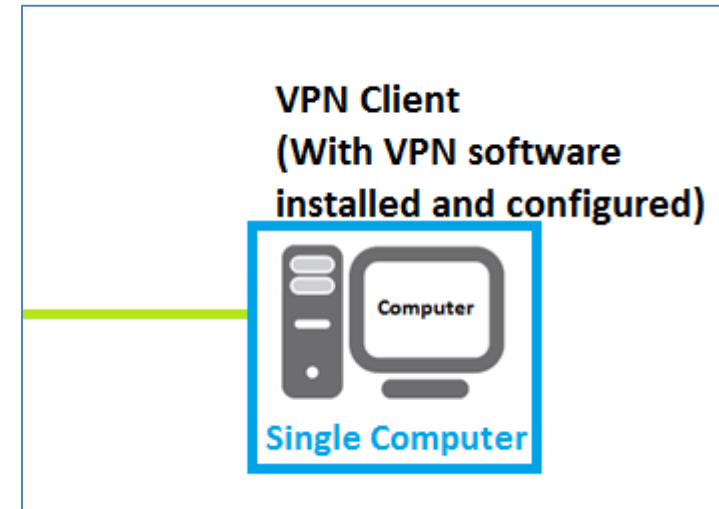 VPN Client
(With VPN software
installed and configured)
Computer
Single Computer